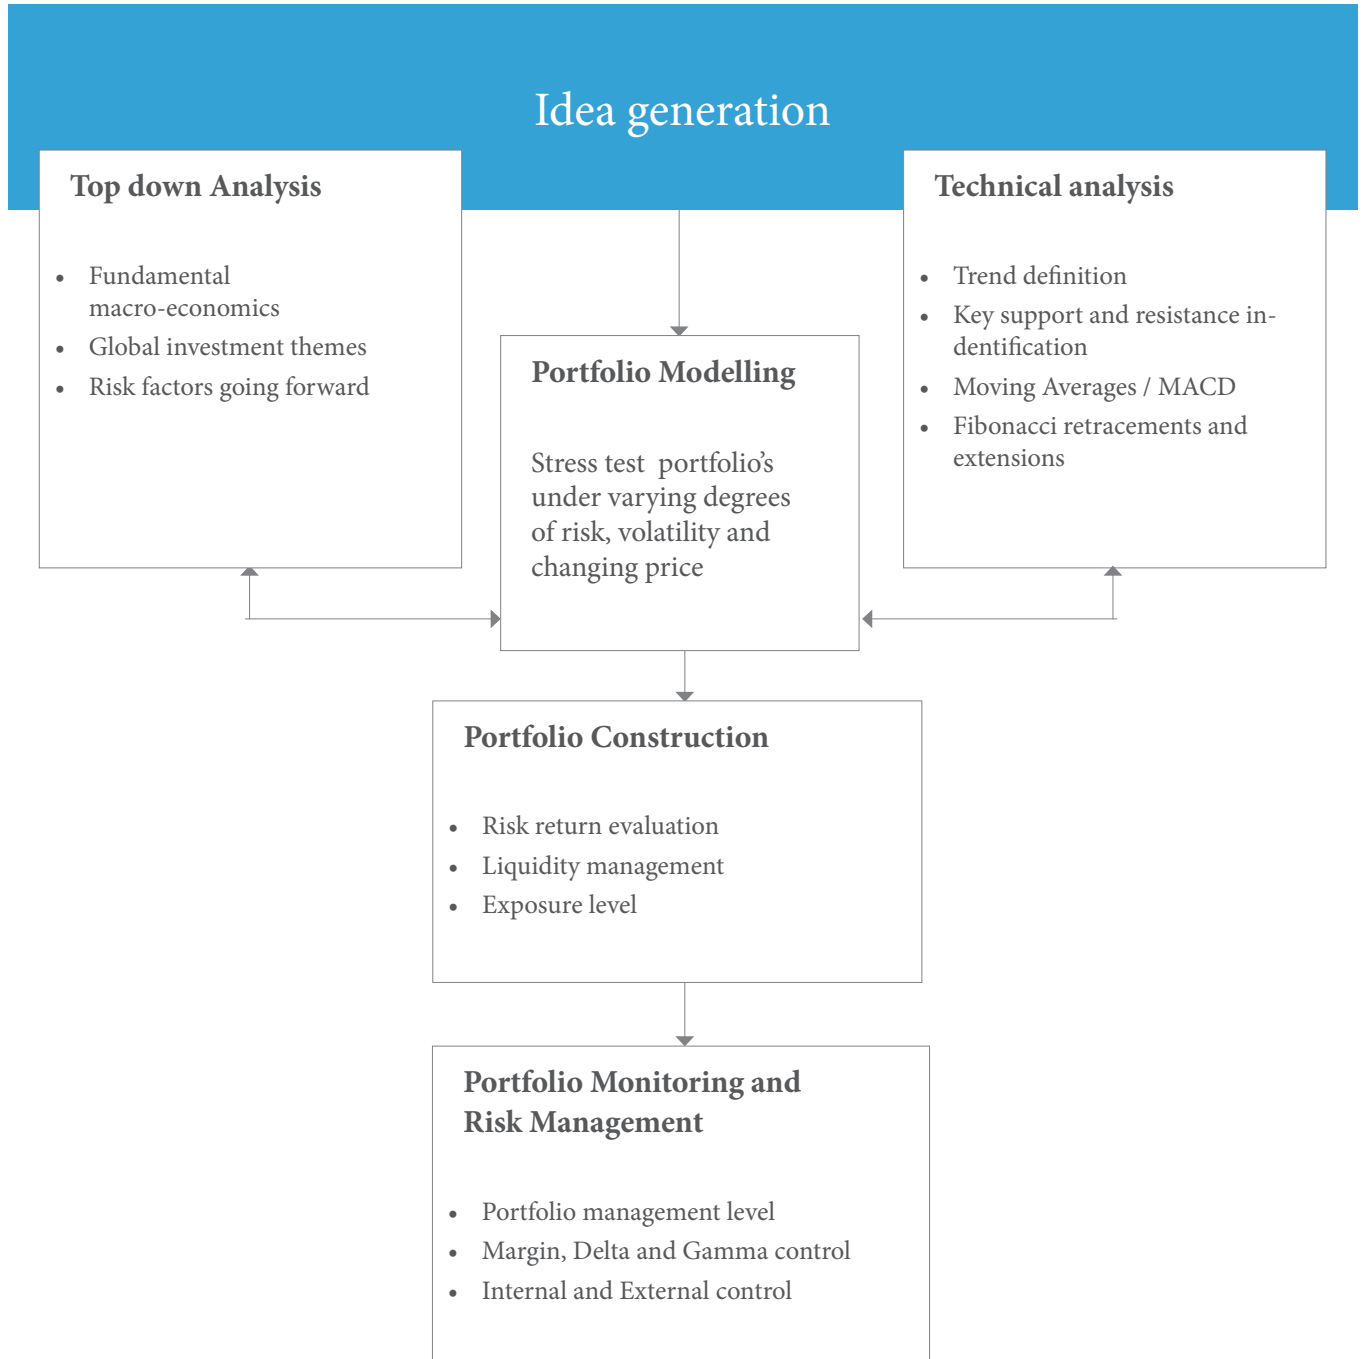 Idea generation
Top down Analysis
• Fundamental
macro-economics
• Global investment themes
• Risk factors going forward
Technical analysis
• Trend definition
• Key support and resistance in-
dentification
• Moving Averages / MACD
• Fibonacci retracements and
extensions
Portfolio Modelling
Stress test  portfolio's
under varying degrees
of risk, volatility and
changing price
Portfolio Construction
• Risk return evaluation
• Liquidity management
• Exposure level
Portfolio Monitoring and
Risk Management
• Portfolio management level
• Margin, Delta and Gamma control
• Internal and External control